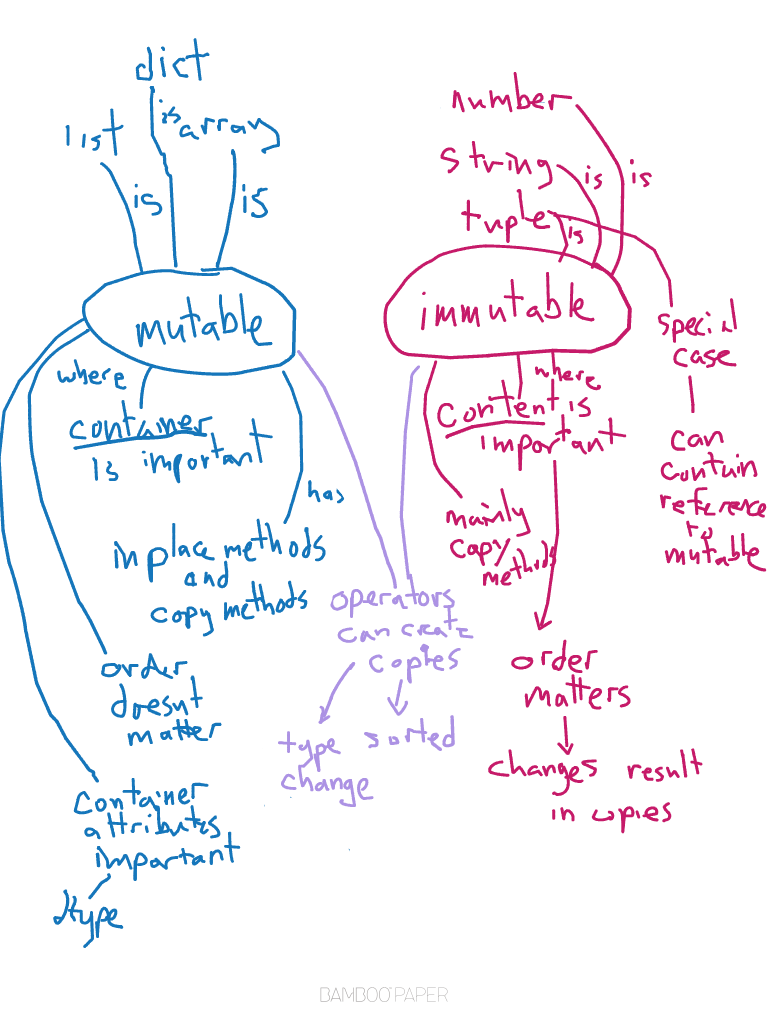 dict
list
is
array
is
is
mutable
where
container
is important
has
in place methods
and
copy methods
order
doesnt
matter
container
attributes
important
type
number
string
tuple
is
is
is
immutable
special
case
where
content is
important
can
contain
reference
to
mutable
mainly
copy
methods
operators
can create
copies
type
change
sorted
order
matters
changes result
in copies
BAMBOO PAPER